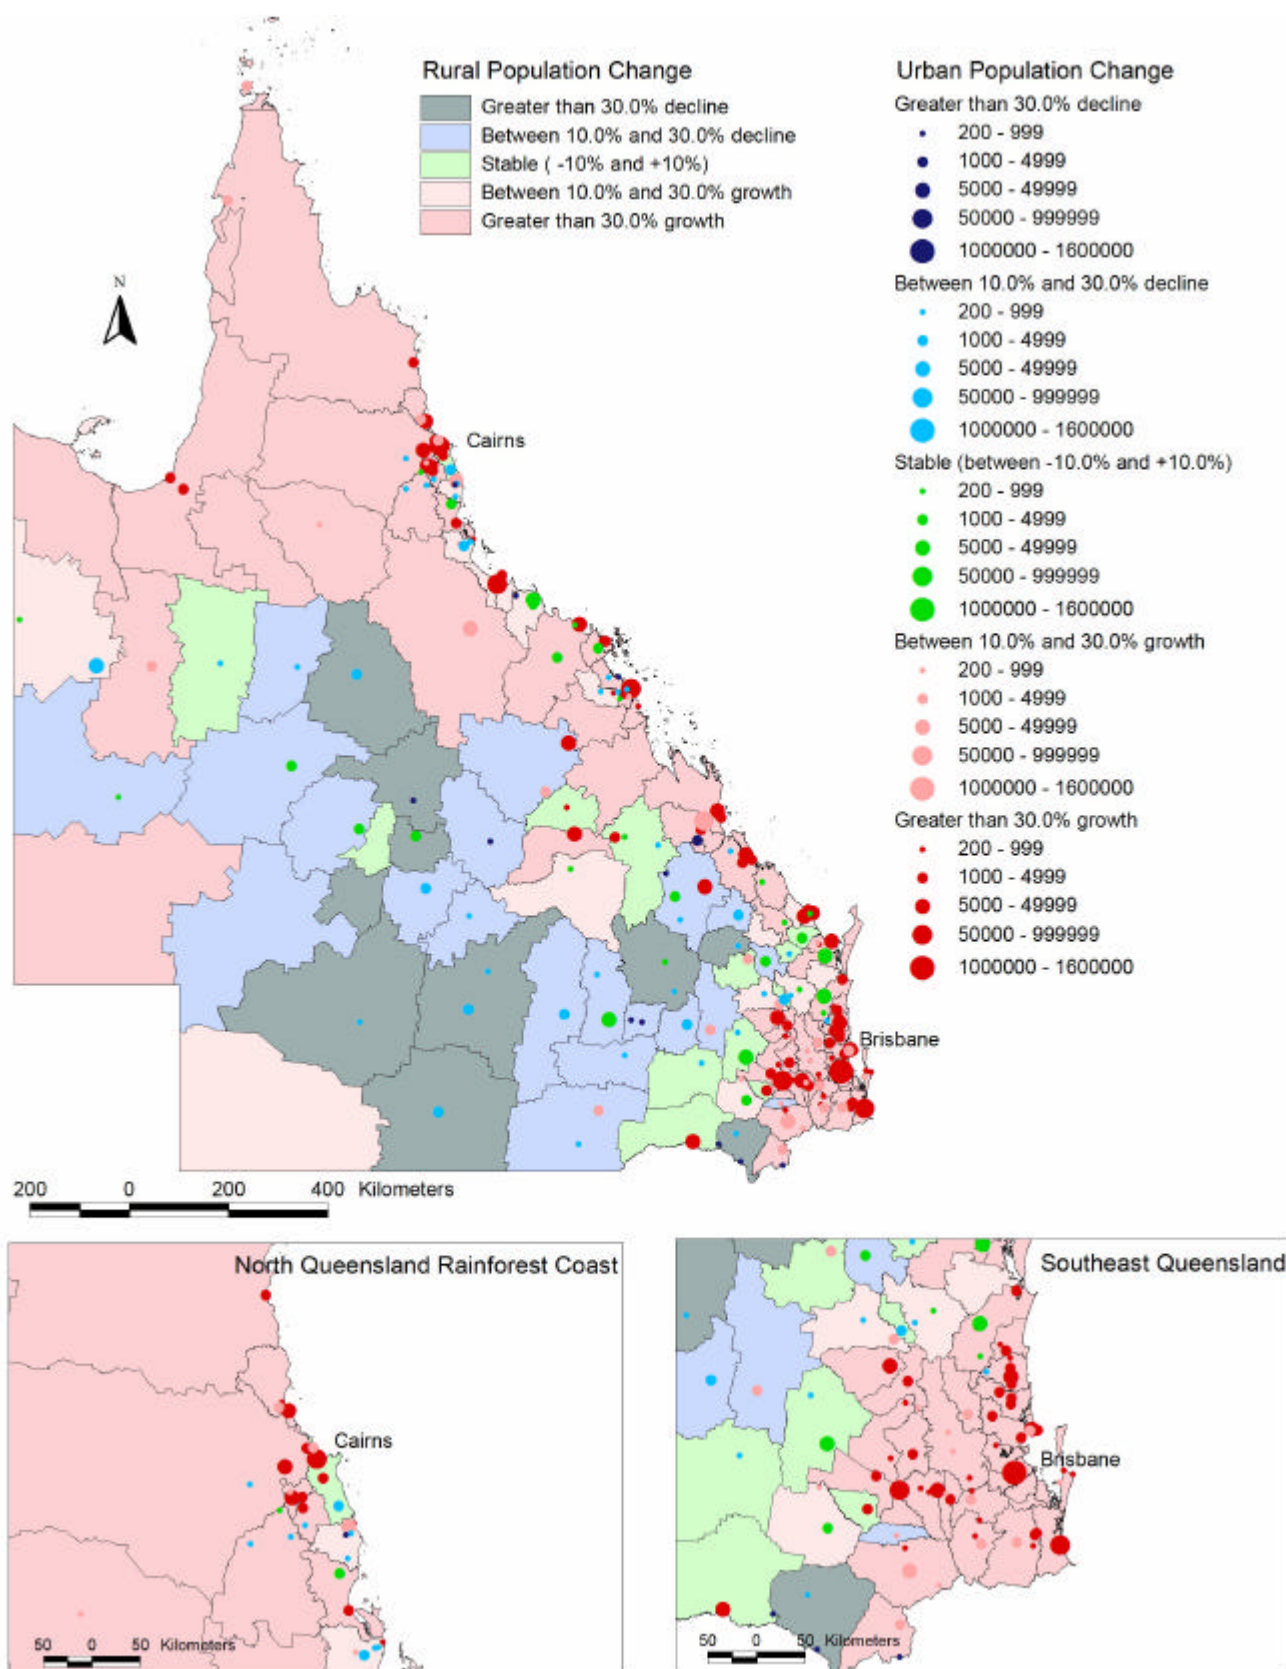 Rural Population Change
Greater than 30.0% decline
Between 10.0% and 30.0% decline
Stable ( -10% and +10%)
Between 10.0% and 30.0% growth
Greater than 30.0% growth
Urban Population Change
Greater than 30.0% decline
200 - 999
1000 - 4999
5000 - 49999
50000 - 999999
1000000 - 1600000
Between 10.0% and 30.0% decline
200 - 999
1000 - 4999
5000 - 49999
50000 - 999999
1000000 - 1600000
Stable (between -10.0% and +10.0%)
200 - 999
1000 - 4999
5000 - 49999
50000 - 999999
1000000 - 1600000
Between 10.0% and 30.0% growth
200 - 999
1000 - 4999
5000 - 49999
50000 - 999999
1000000 - 1600000
Greater than 30.0% growth
200 - 999
1000 - 4999
5000 - 49999
50000 - 999999
1000000 - 1600000
N
Cairns
Brisbane
200 0 200 400 Kilometers
North Queensland Rainforest Coast
Cairns
50 0 50 Kilometers
Southeast Queensland
Brisbane
50 0 50 Kilometers